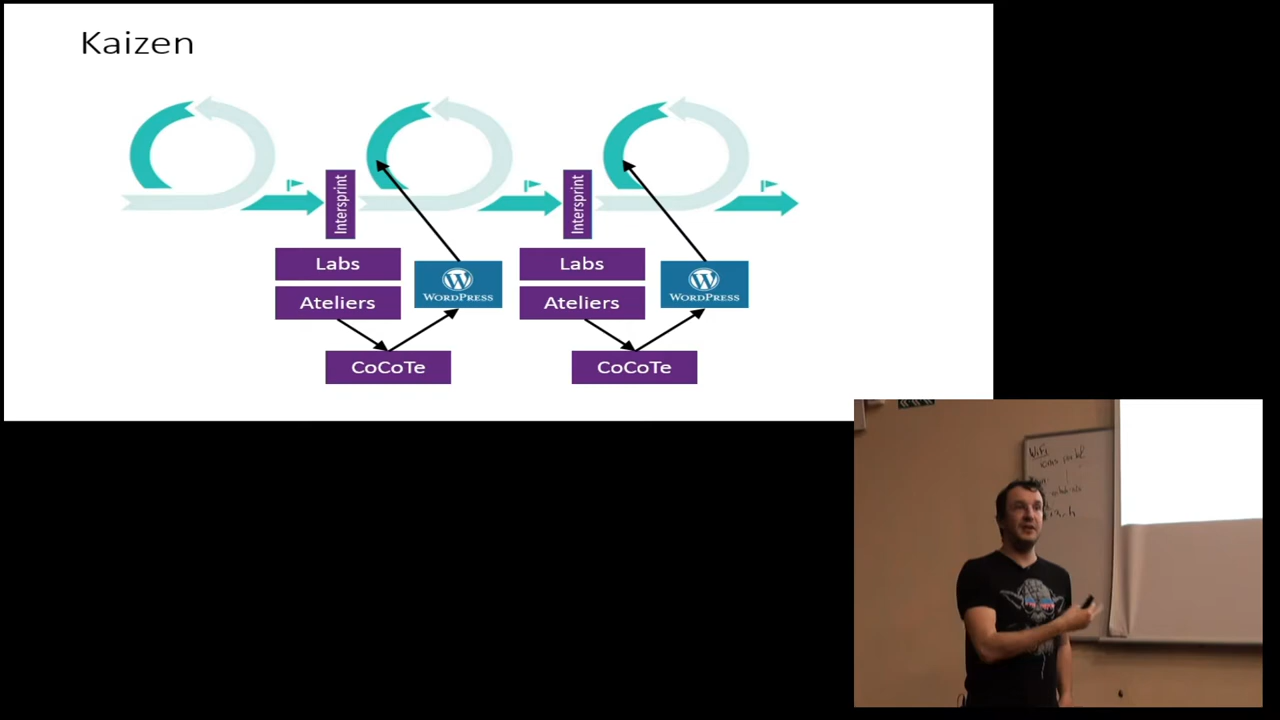 Kaizen
Intersprint
Intersprint
Labs
Labs
WORDPRESS
WORDPRESS
Ateliers
Ateliers
CoCoTe
CoCoTe
WiFi